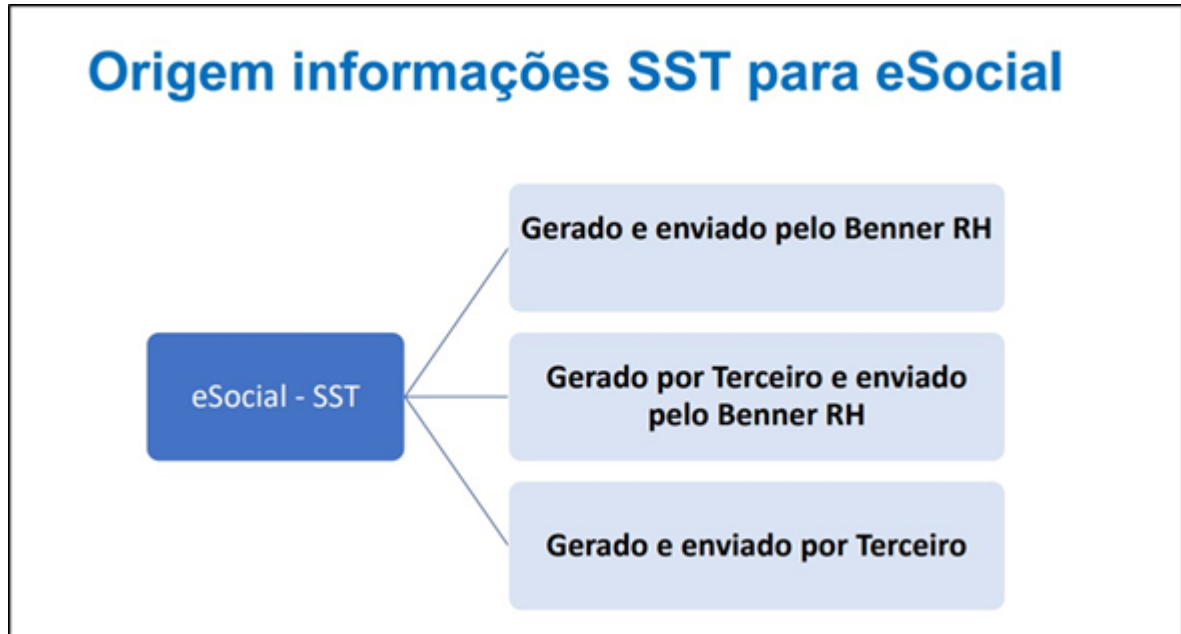 Origem informações SST para eSocial
Gerado e enviado pelo Benner RH
eSocial - SST
Gerado por Terceiro e enviado
pelo Benner RH
Gerado e enviado por Terceiro